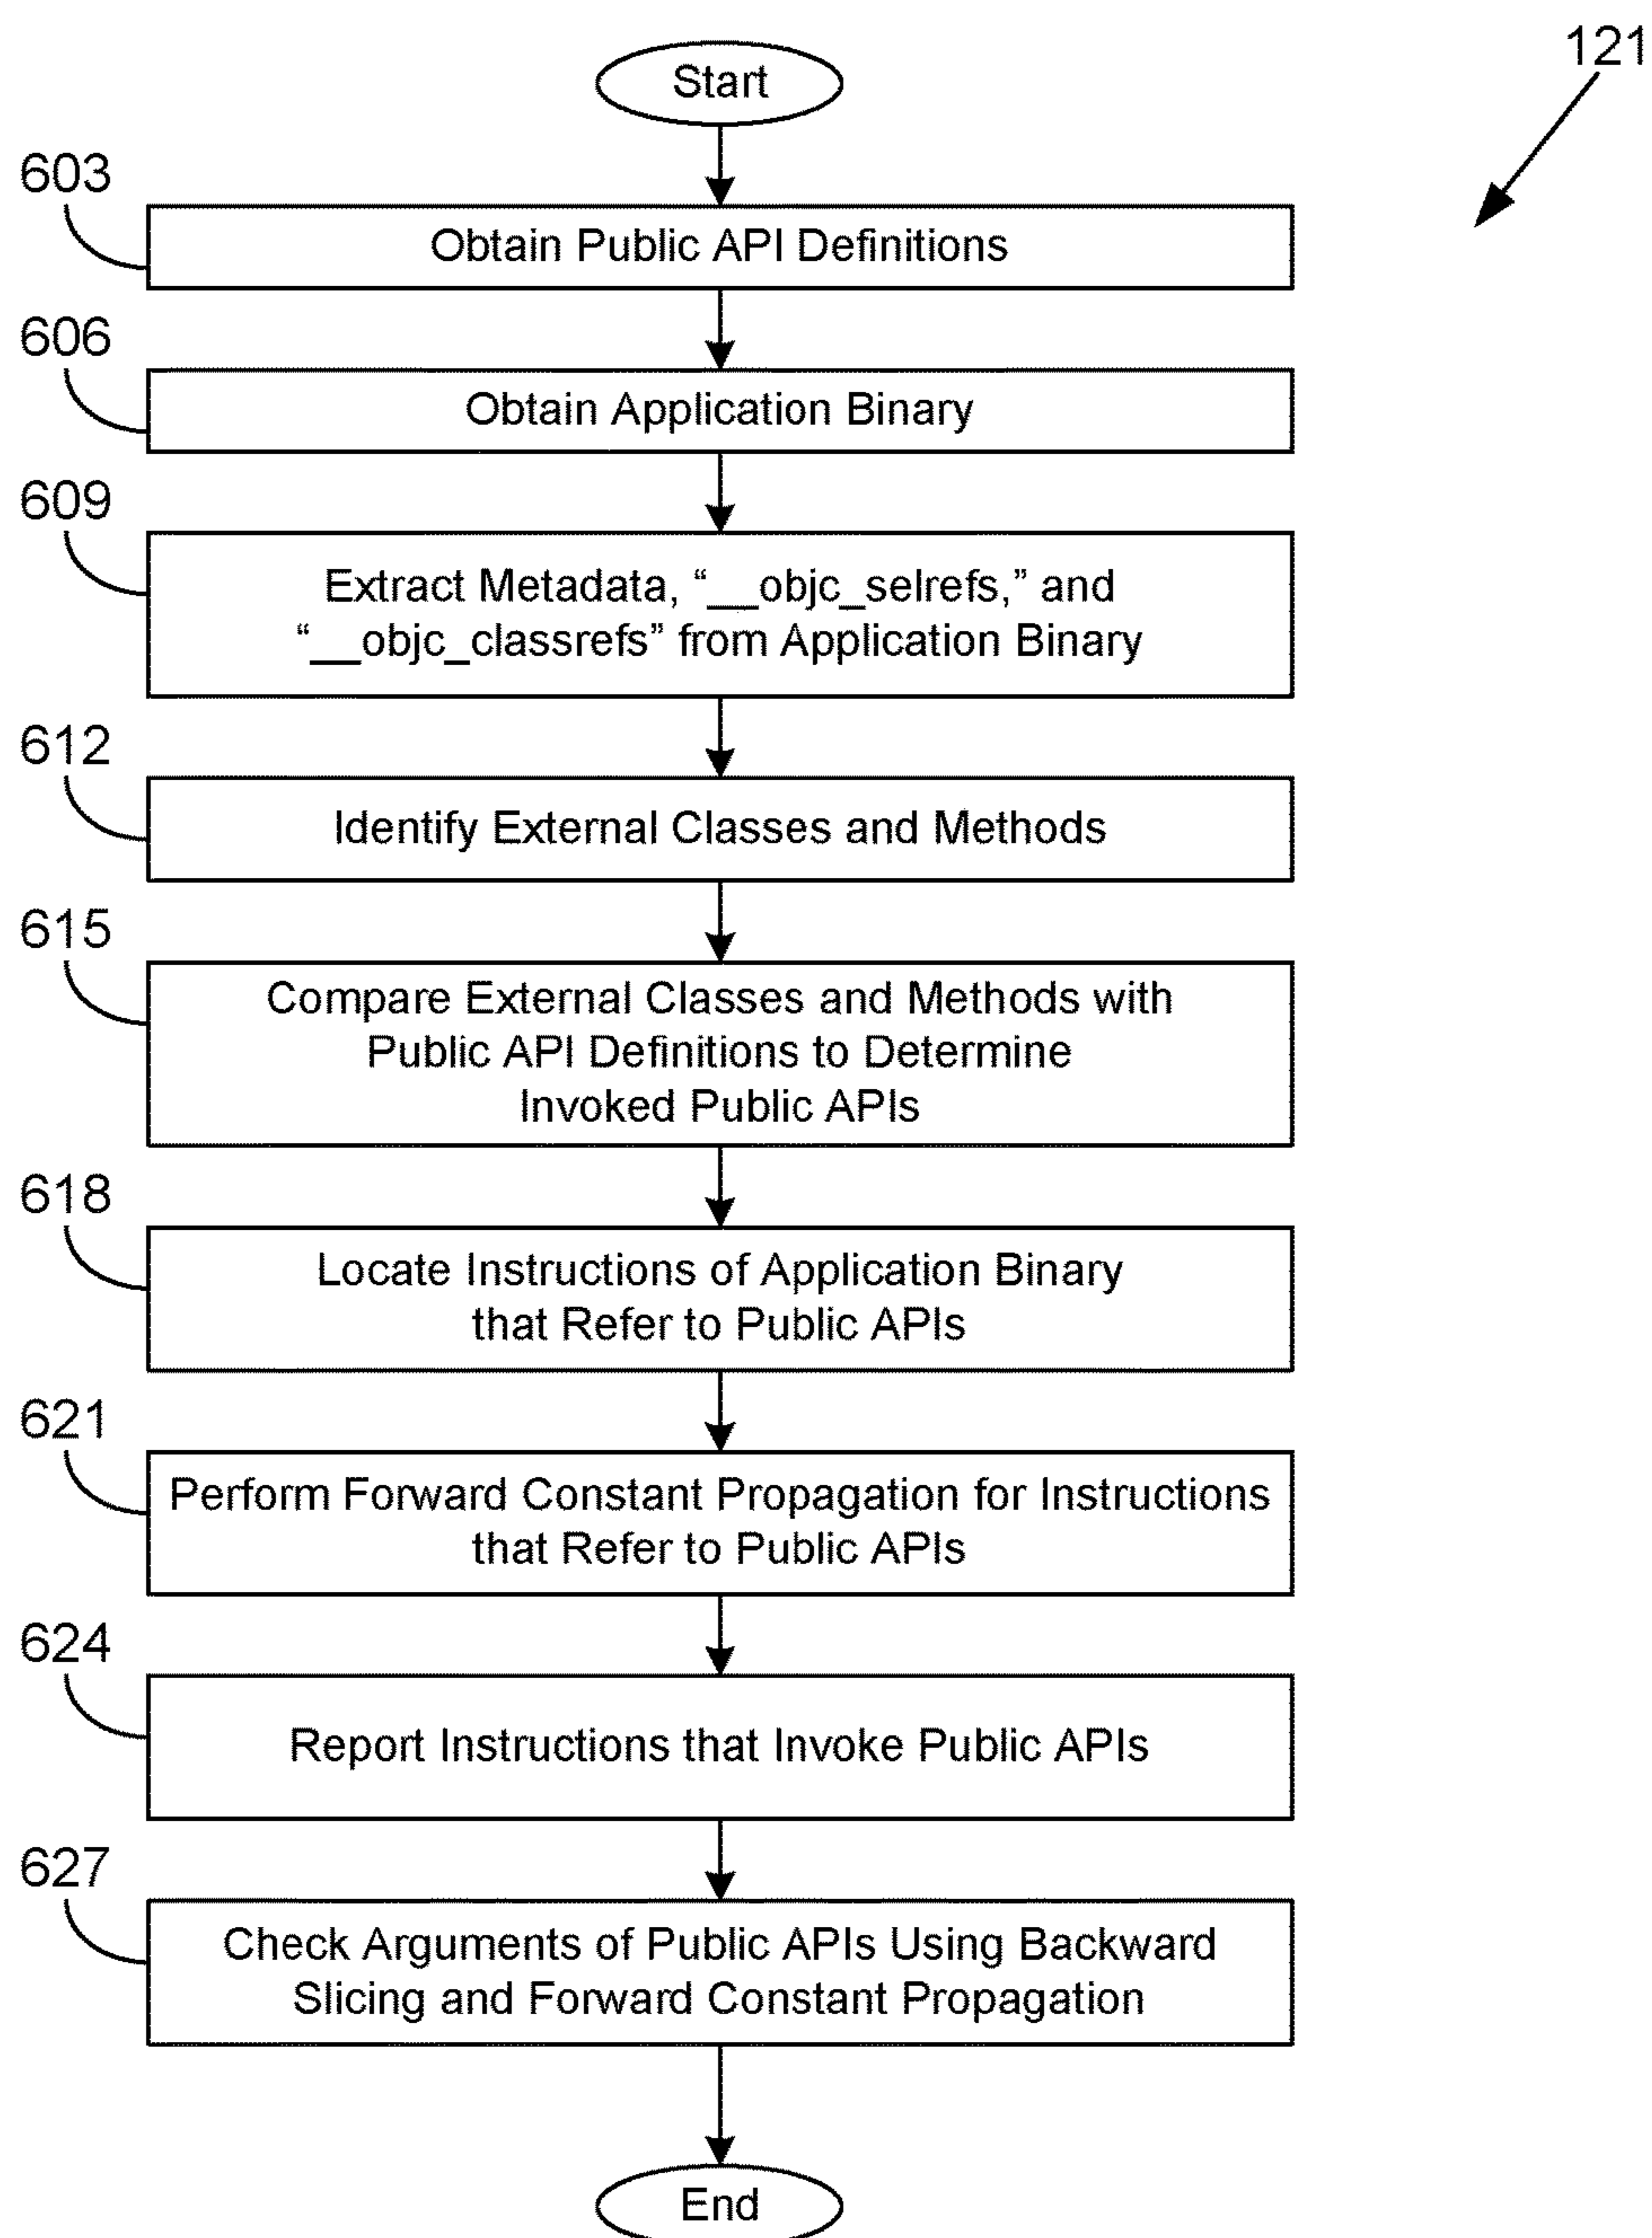 121
Start
603
Obtain Public API Definitions
606
Obtain Application Binary
609
Extract Metadata, “__objc_selrefs,” and
“__objc_classrefs” from Application Binary
612
Identify External Classes and Methods
615
Compare External Classes and Methods with
Public API Definitions to Determine
Invoked Public APIs
618
Locate Instructions of Application Binary
that Refer to Public APIs
621
Perform Forward Constant Propagation for Instructions
that Refer to Public APIs
624
Report Instructions that Invoke Public APIs
627
Check Arguments of Public APIs Using Backward
Slicing and Forward Constant Propagation
End